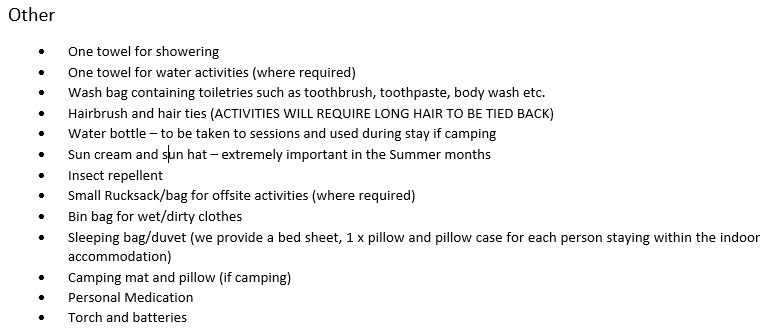 Other
• One towel for showering
• One towel for water activities (where required)
• Wash bag containing toiletries such as toothbrush, toothpaste, body wash etc.
• Hairbrush and hair ties (ACTIVITIES WILL REQUIRE LONG HAIR TO BE TIED BACK)
• Water bottle – to be taken to sessions and used during stay if camping
• Sun cream and sun hat – extremely important in the Summer months
• Insect repellent
• Small Rucksack/bag for offsite activities (where required)
• Bin bag for wet/dirty clothes
• Sleeping bag/duvet (we provide a bed sheet, 1 x pillow and pillow case for each person staying within the indoor
accommodation)
• Camping mat and pillow (if camping)
• Personal Medication
• Torch and batteries